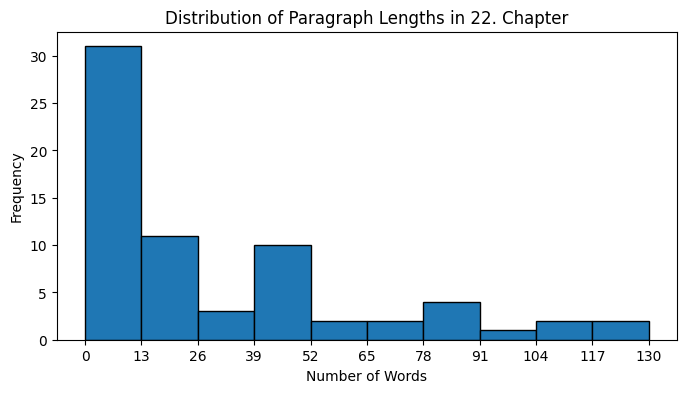 Distribution of Paragraph Lengths in 22. Chapter
Frequency
30
25
20
15
10
5
0
0 13 26 39 52 65 78 91 104 117 130
Number of Words